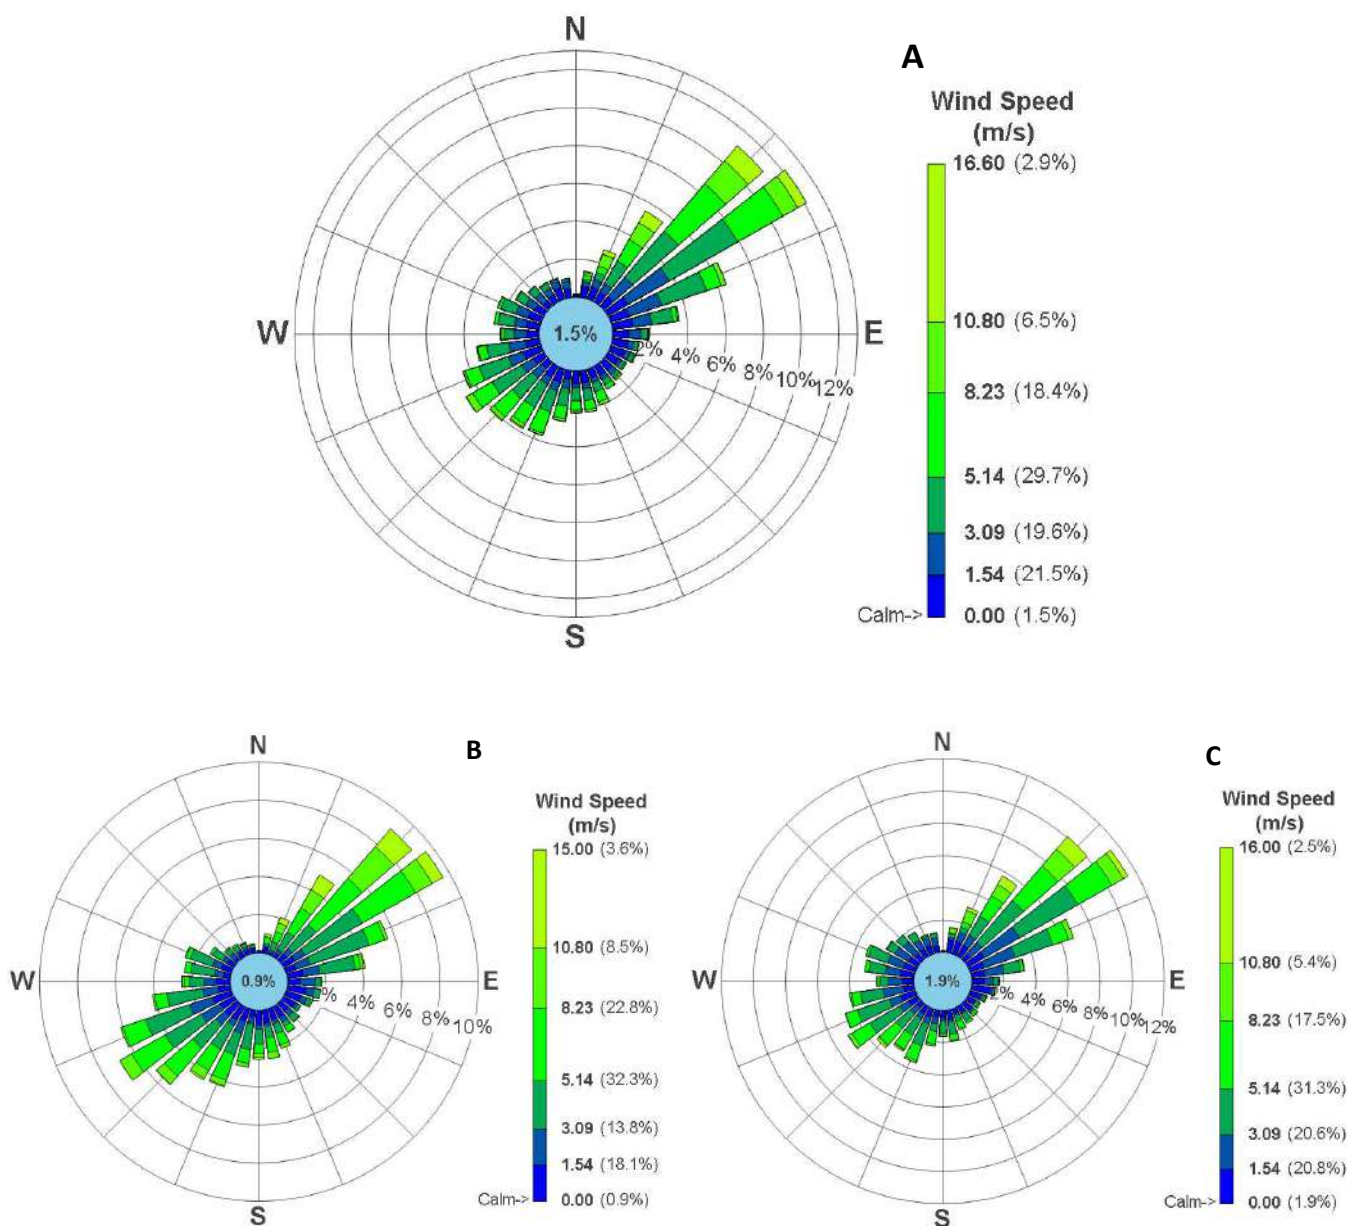 N
A
Wind Speed
(m/s)
16.60 (2.9%)
10.80 (6.5%)
8.23 (18.4%)
5.14 (29.7%)
3.09 (19.6%)
1.54 (21.5%)
Calm-> 0.00 (1.5%)
W
1.5%
E
2% 4% 6% 8% 10% 12%
S
N
B
Wind Speed
(m/s)
15.00 (3.6%)
10.80 (8.5%)
8.23 (22.8%)
5.14 (32.3%)
3.09 (13.8%)
1.54 (18.1%)
Calm-> 0.00 (0.9%)
W
0.9%
E
% 4% 6% 8% 10%
S
N
C
Wind Speed
(m/s)
16.00 (2.5%)
10.80 (5.4%)
8.23 (17.5%)
5.14 (31.3%)
3.09 (20.6%)
1.54 (20.8%)
Calm-> 0.00 (1.9%)
W
1.9%
E
2% 4% 6% 8% 10% 12%
S